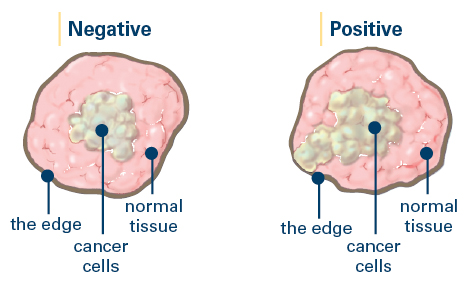 Negative
the edge
normal
tissue
cancer
cells
Positive
the edge
normal
tissue
cancer
cells